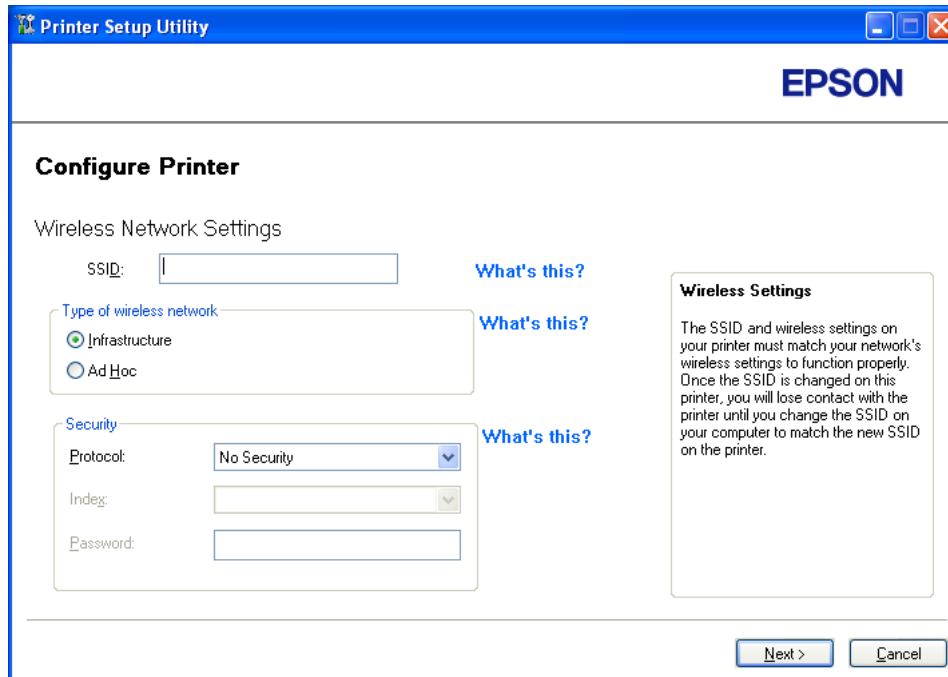 Printer Setup Utility
EPSON
Configure Printer
Wireless Network Settings
SSID:
What's this?
Type of wireless network
What's this?
Infrastructure
Ad Hoc
Security
What's this?
Protocol:
No Security
Index:
Password:
Wireless Settings
The SSID and wireless settings on
your printer must match your network's
wireless settings to function properly.
Once the SSID is changed on this
printer, you will lose contact with the
printer until you change the SSID on
your computer to match the new SSID
on the printer.
Next >
Cancel